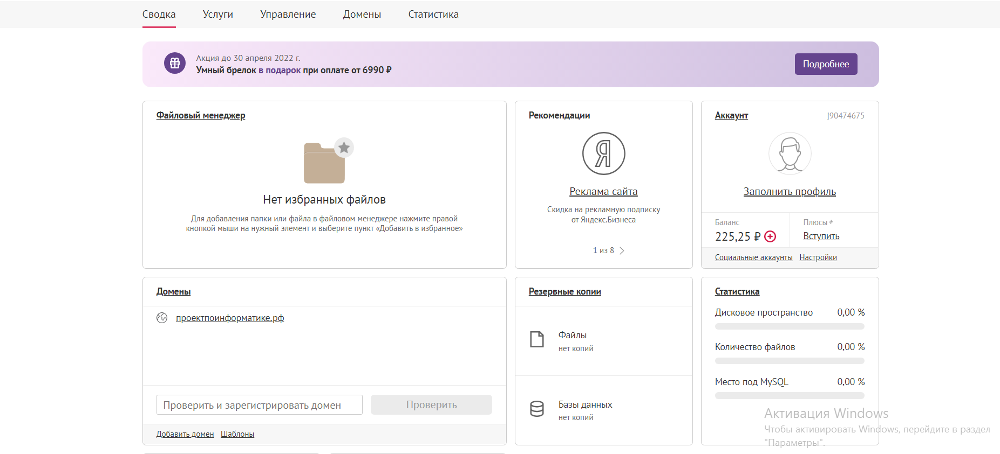 Сводка
Услуги
Управление
Домены
Статистика
Акция до 30 апреля 2022 г.
Умный брелок в подарок при оплате от 6990 ₽
Подробнее
Файловый менеджер
Нет избранных файлов
Для добавления папки или файла в файловом менеджере нажмите правой
кнопкой мыши на нужный элемент и выберите пункт «Добавить в избранное»
Рекомендации
Я
Реклама сайта
Скидка на рекламную подписку
от Яндекс.Бизнеса
1 из 8
Аккаунт
j90474675
Заполнить профиль
Баланс
225,25 ₽
Плюсы+
Вступить
Социальные аккаунты
Настройки
Домены
проектпоинформатике.рф
Проверить и зарегистрировать домен
Проверить
Добавить домен
Шаблоны
Резервные копии
Файлы
нет копий
Базы данных
нет копий
Статистика
Дисковое пространство 0,00 %
Количество файлов 0,00 %
Место под MySQL 0,00 %
Активация Windows
Чтобы активировать Windows, перейдите в раздел
"Параметры".